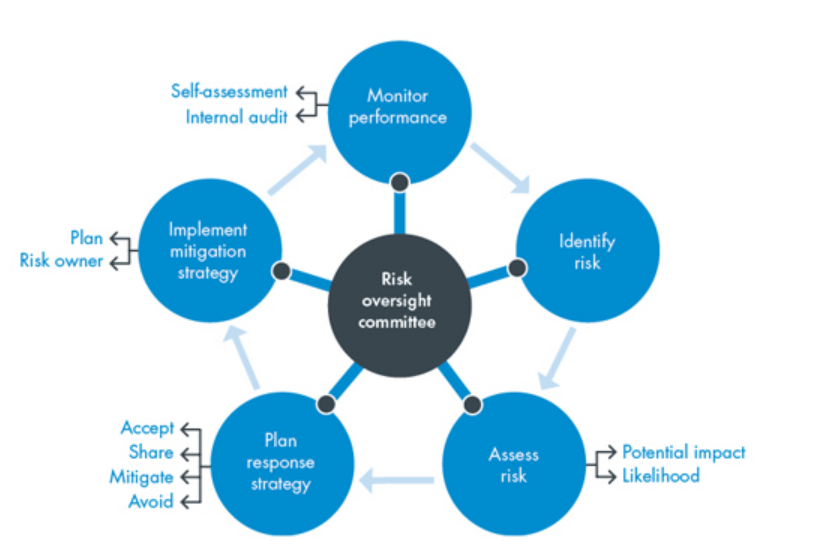 Self-assessment
Internal audit
Monitor
performance
Identify
risk
Implement
mitigation
strategy
Plan
Risk owner
Risk
oversight
committee
Plan
response
strategy
Accept
Share
Mitigate
Avoid
Assess
risk
Potential impact
Likelihood